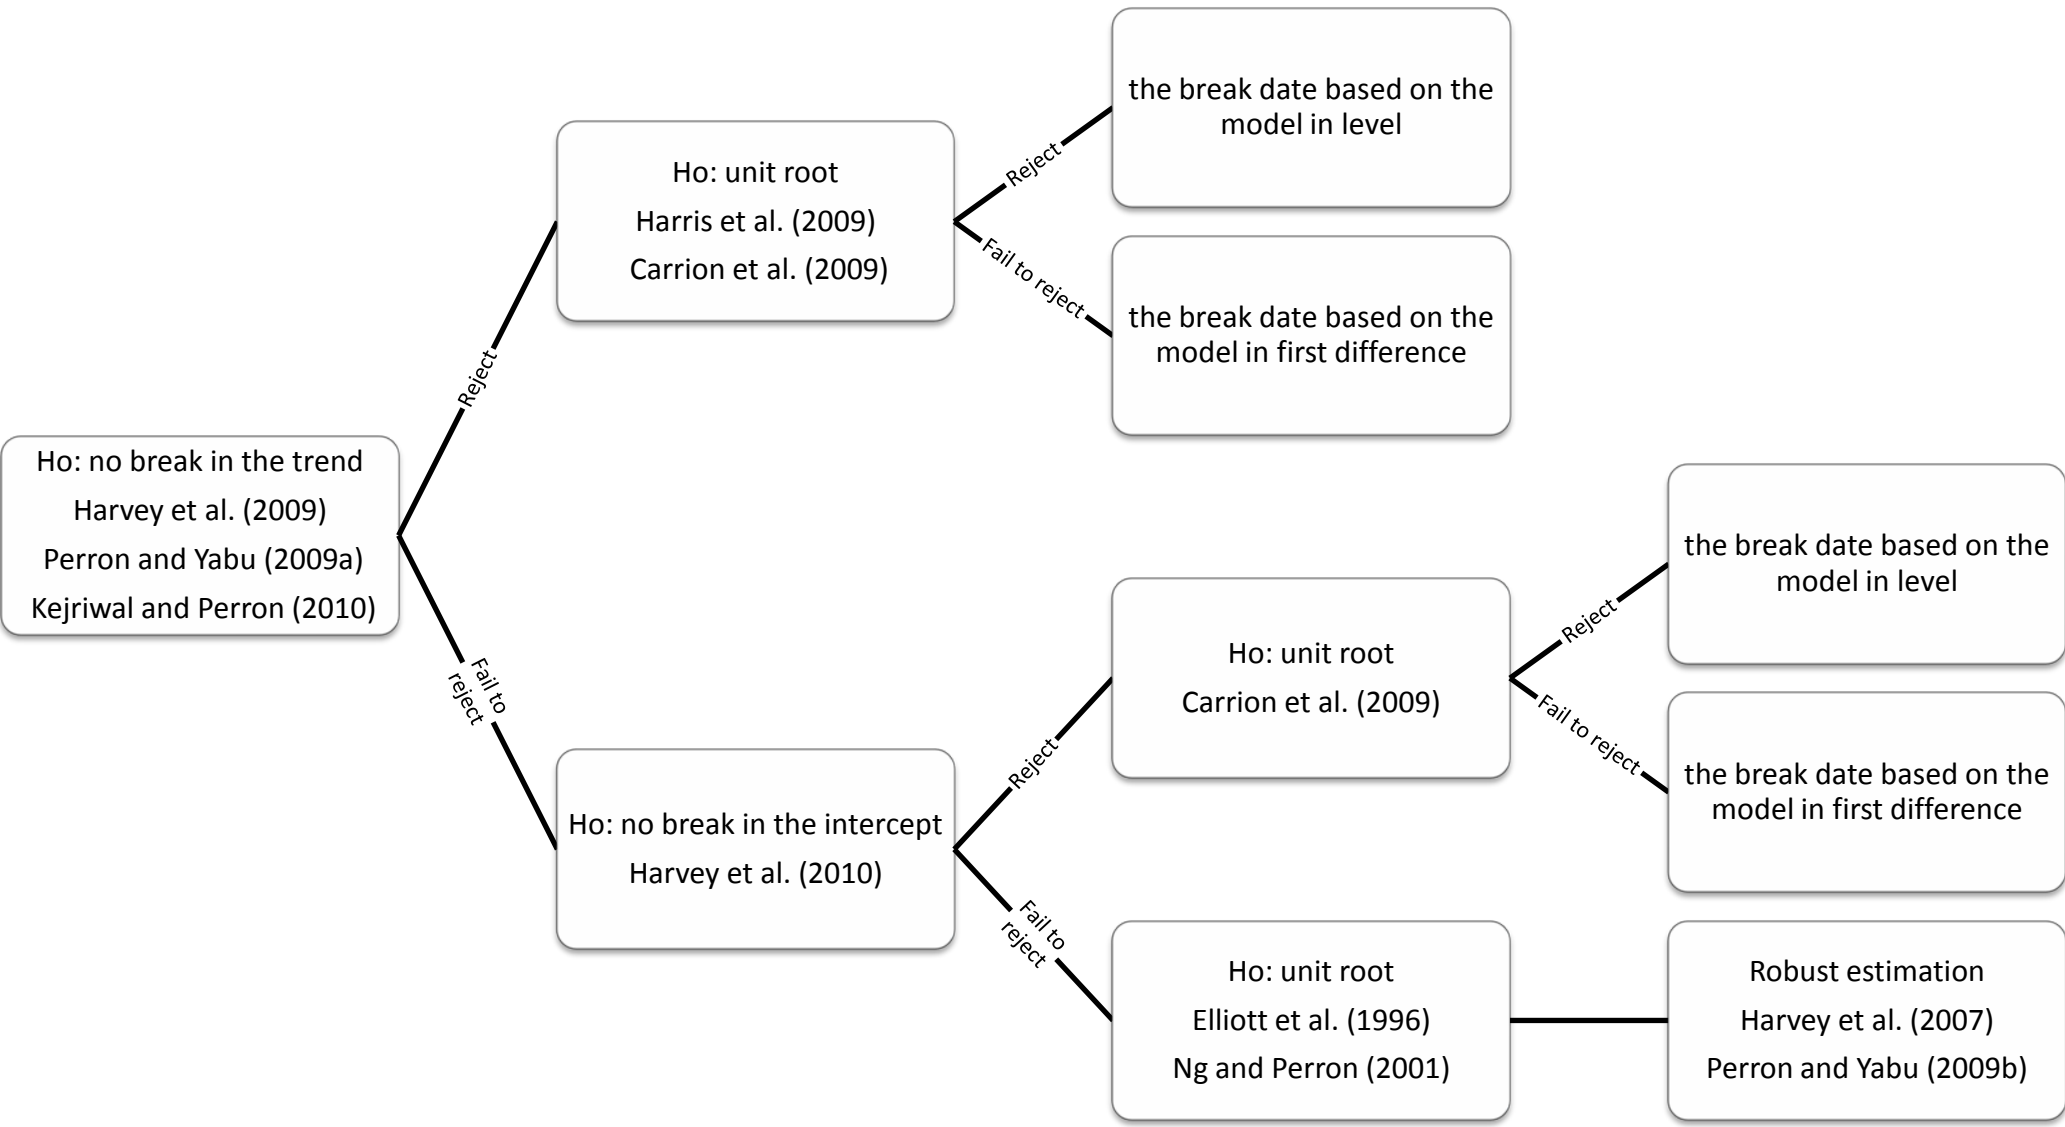 Ho: no break in the trend
Harvey et al. (2009)
Perron and Yabu (2009a)
Kejriwal and Perron (2010)
Reject
Fail to
reject
Ho: unit root
Harris et al. (2009)
Carrion et al. (2009)
Reject
Fail to reject
the break date based on the
model in level
the break date based on the
model in first difference
Ho: no break in the intercept
Harvey et al. (2010)
Reject
Fail to
reject
Ho: unit root
Carrion et al. (2009)
Reject
Fail to reject
the break date based on the
model in level
the break date based on the
model in first difference
Ho: unit root
Elliott et al. (1996)
Ng and Perron (2001)
Robust estimation
Harvey et al. (2007)
Perron and Yabu (2009b)